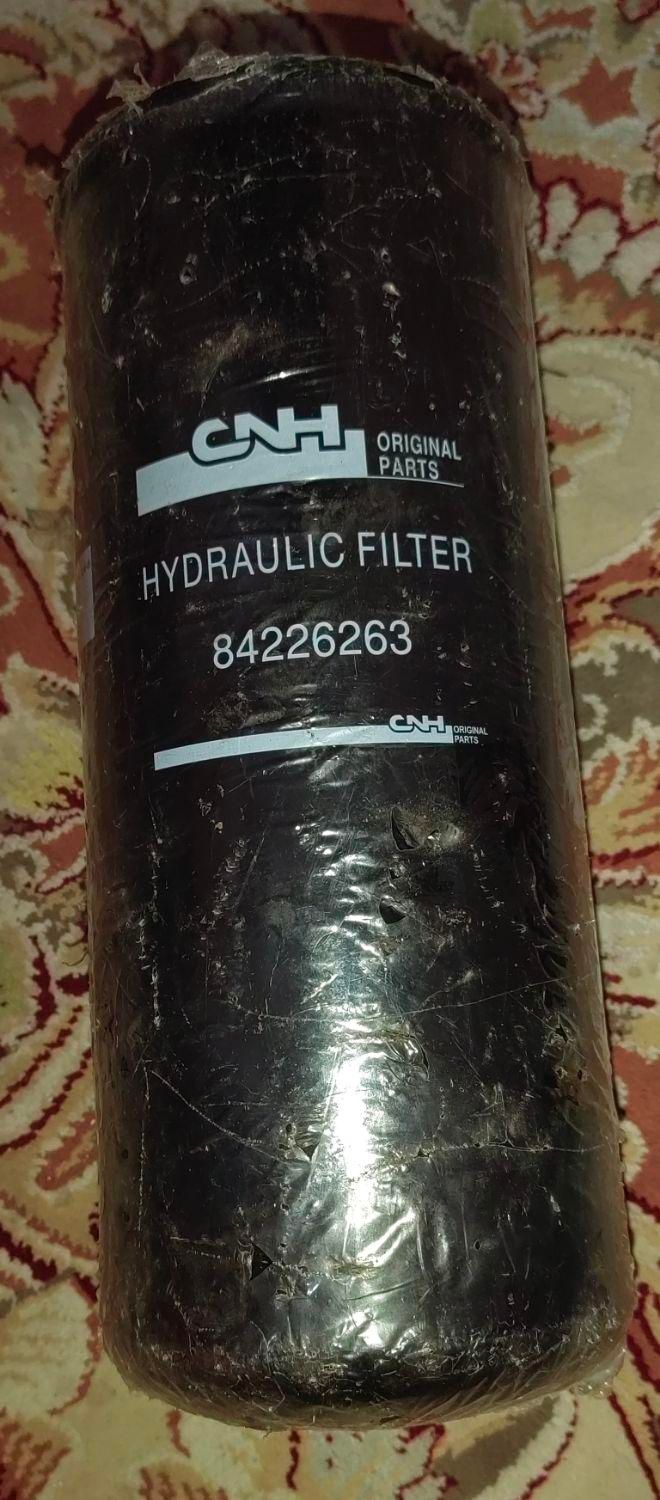 CNH ORIGINAL
PARTS
HYDRAULIC FILTER
84226263
CNH ORIGINAL
PARTS